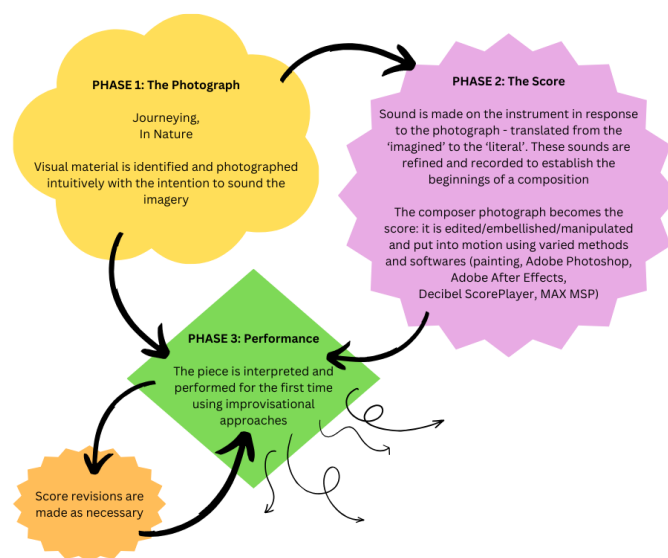 PHASE 1: The Photograph
Journeying,
In Nature
Visual material is identified and photographed
intuitively with the intention to sound the
imagery
PHASE 2: The Score
Sound is made on the instrument in response
to the photograph - translated from the
‘imagined’ to the ‘literal’. These sounds are
refined and recorded to establish the
beginnings of a composition
The composer photograph becomes the
score: it is edited/embellished/manipulated
and put into motion using varied methods
and softwares (painting, Adobe Photoshop,
Adobe After Effects,
Decibel ScorePlayer, MAX MSP)
PHASE 3: Performance
The piece is interpreted and
performed for the first time
using improvisational
approaches
Score revisions are
made as necessary